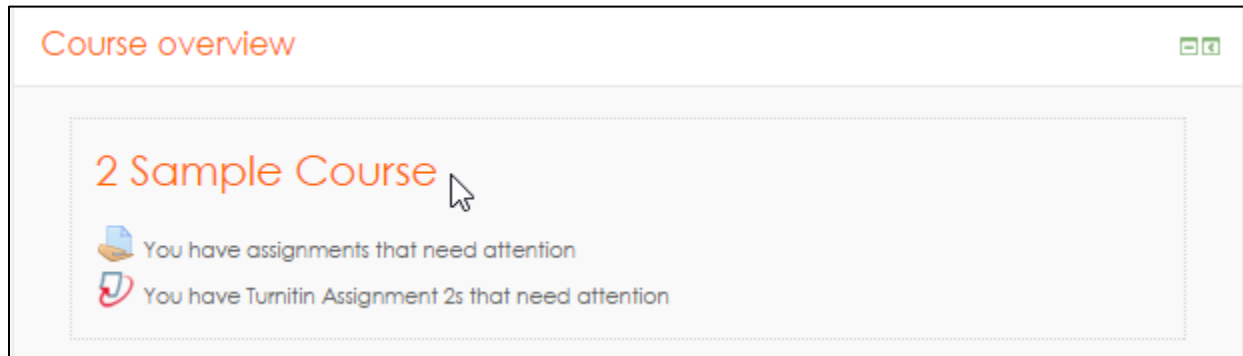 Course overview
2 Sample Course
You have assignments that need attention
You have Turnitin Assignment 2s that need attention